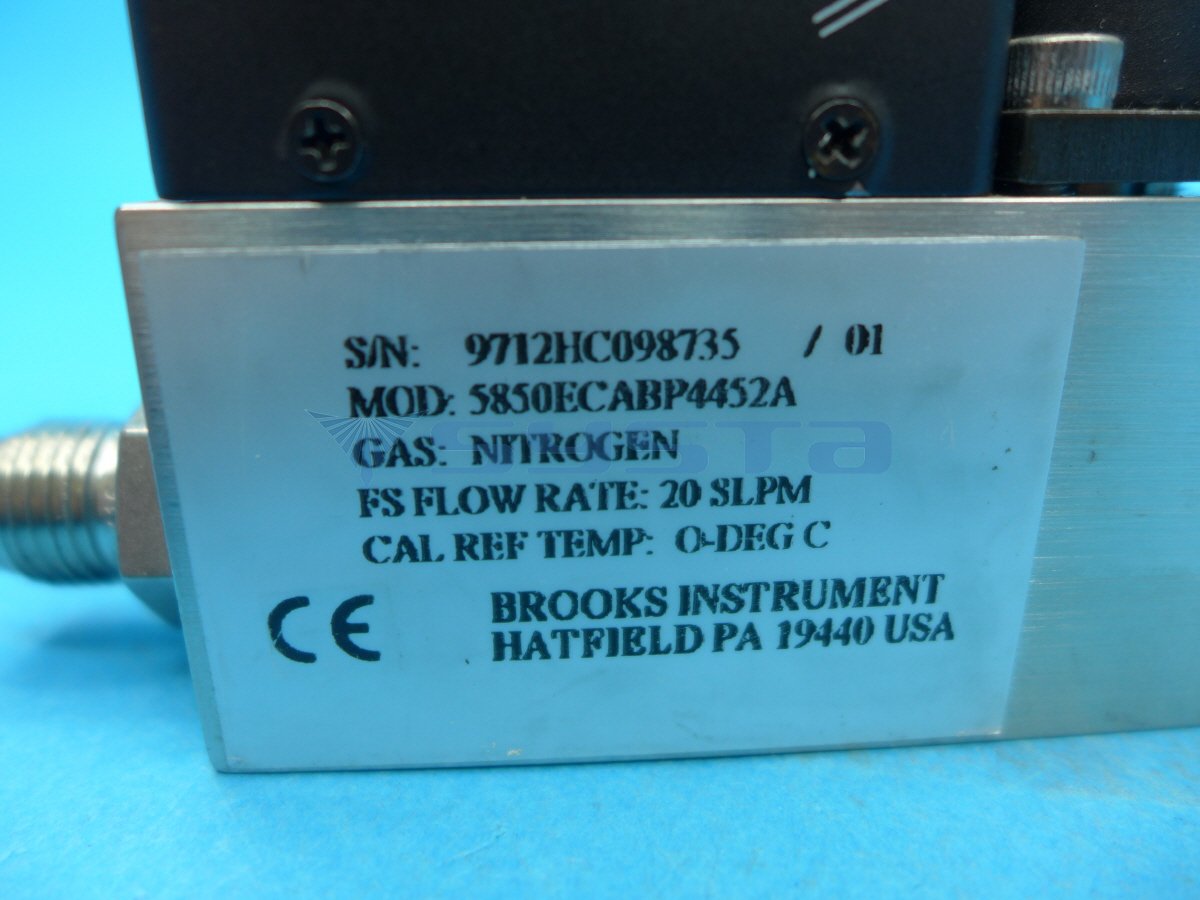 S/N: 9712HC098735 / 01
MOD: 5850ECABP4452A
GAS: NITROGEN
systa
FS FLOW RATE: 20 SLPM
CAL REF TEMP: O-DEG C
CE
BROOKS INSTRUMENT
HATFIELD PA 19440 USA